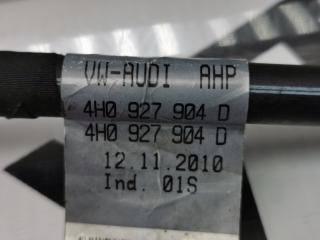 VW-AUDI AHP
4H0 927 904 D
4H0 927 904 D
12.11.2010
Ind. 01S